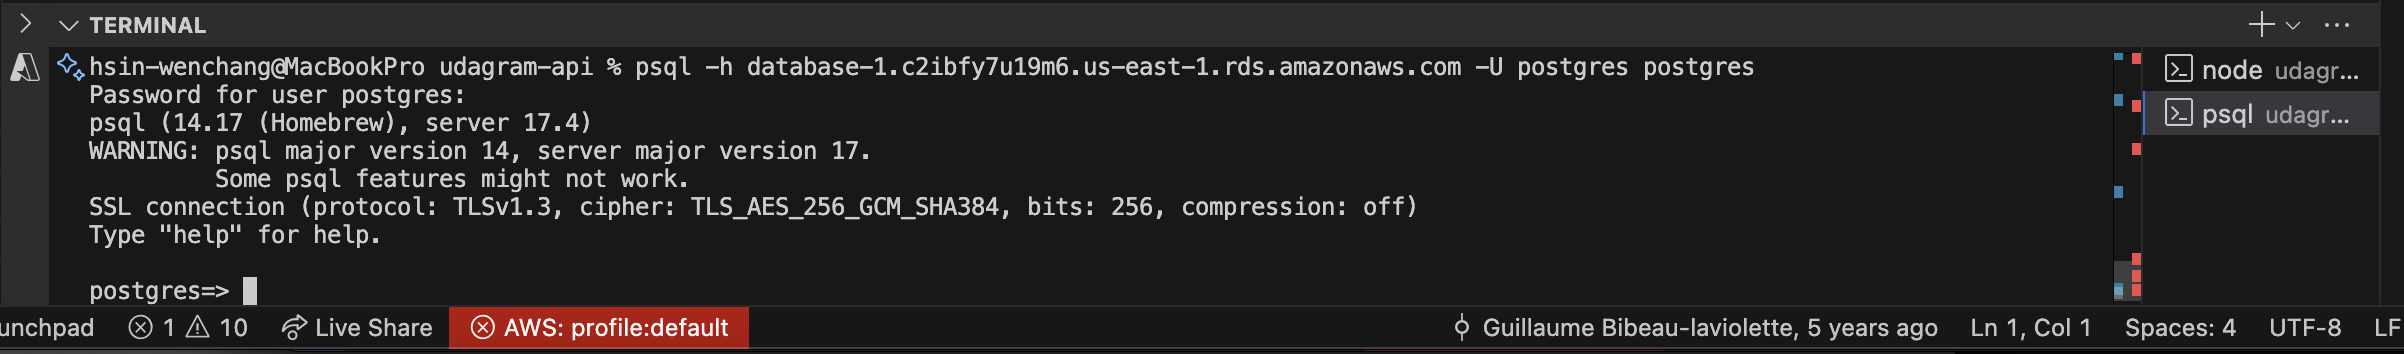 TERMINAL
hsin-wenchang@MacBookPro udagram-api % psql -h database-1.c2ibfy7u19m6.us-east-1.rds.amazonaws.com -U postgres postgres
Password for user postgres:
psql (14.17 (Homebrew), server 17.4)
WARNING: psql major version 14, server major version 17.
Some psql features might not work.
SSL connection (protocol: TLSv1.3, cipher: TLS_AES_256_GCM_SHA384, bits: 256, compression: off)
Type "help" for help.
postgres=>
node udagr...
psql udagr...
unchpad 1 10 Live Share AWS: profile:default Guillaume Bibeau-laviolette, 5 years ago Ln 1, Col 1 Spaces: 4 UTF-8 LF